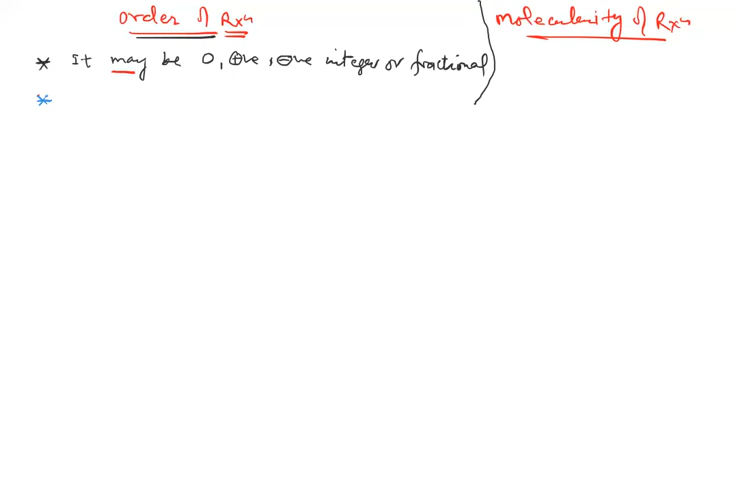 order of Rxn
molecularity of Rxn
* It may be 0, ⊕ve, ⊖ve integer or fractional
*